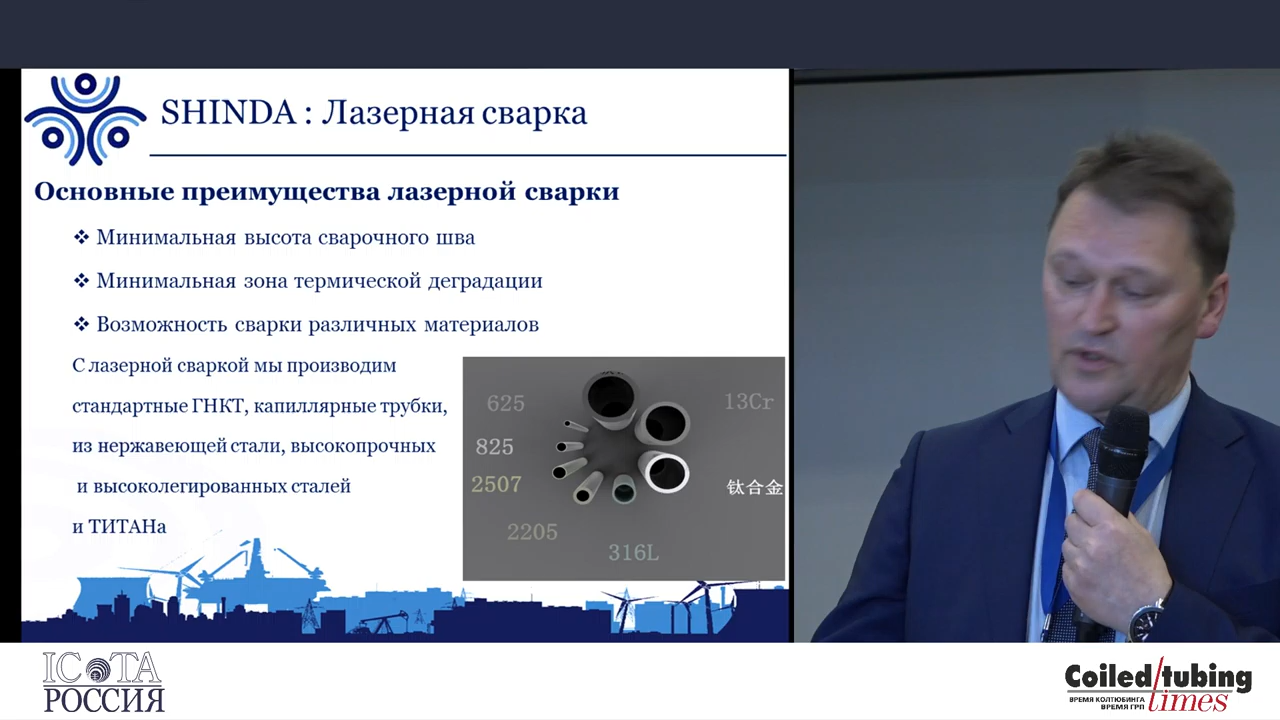 SHINDA : Лазерная сварка
Основные преимущества лазерной сварки
❖ Минимальная высота сварочного шва
❖ Минимальная зона термической деградации
❖ Возможность сварки различных материалов
С лазерной сваркой мы производим
стандартные ГНКТ, капиллярные трубки,
из нержавеющей стали, высокопрочных
и высоколегированных сталей
и ТИТАНа
625
13Cr
825
2507
钛合金
2205
316L
ICoTA
РОССИЯ
Coiled/tubing
times
ВРЕМЯ КОЛТЮБИНГА
ВРЕМЯ ГРП